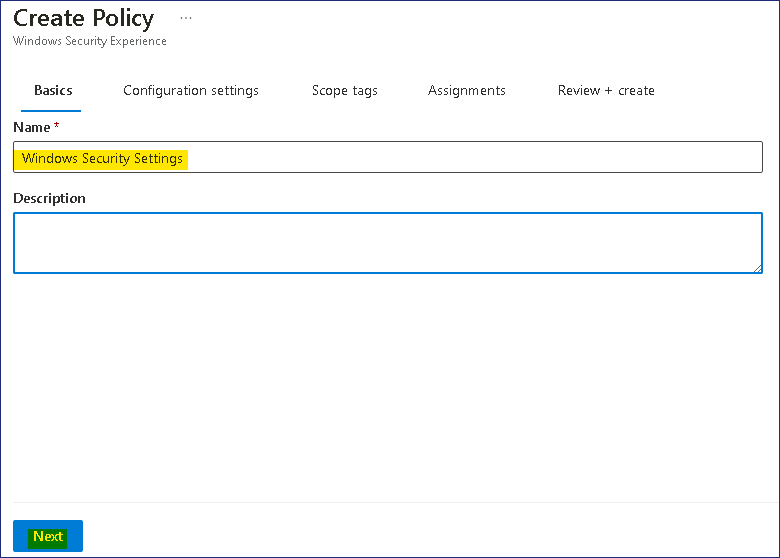 Create Policy ...
Windows Security Experience
Basics Configuration settings Scope tags Assignments Review + create
Name *
Windows Security Settings
Description
Next